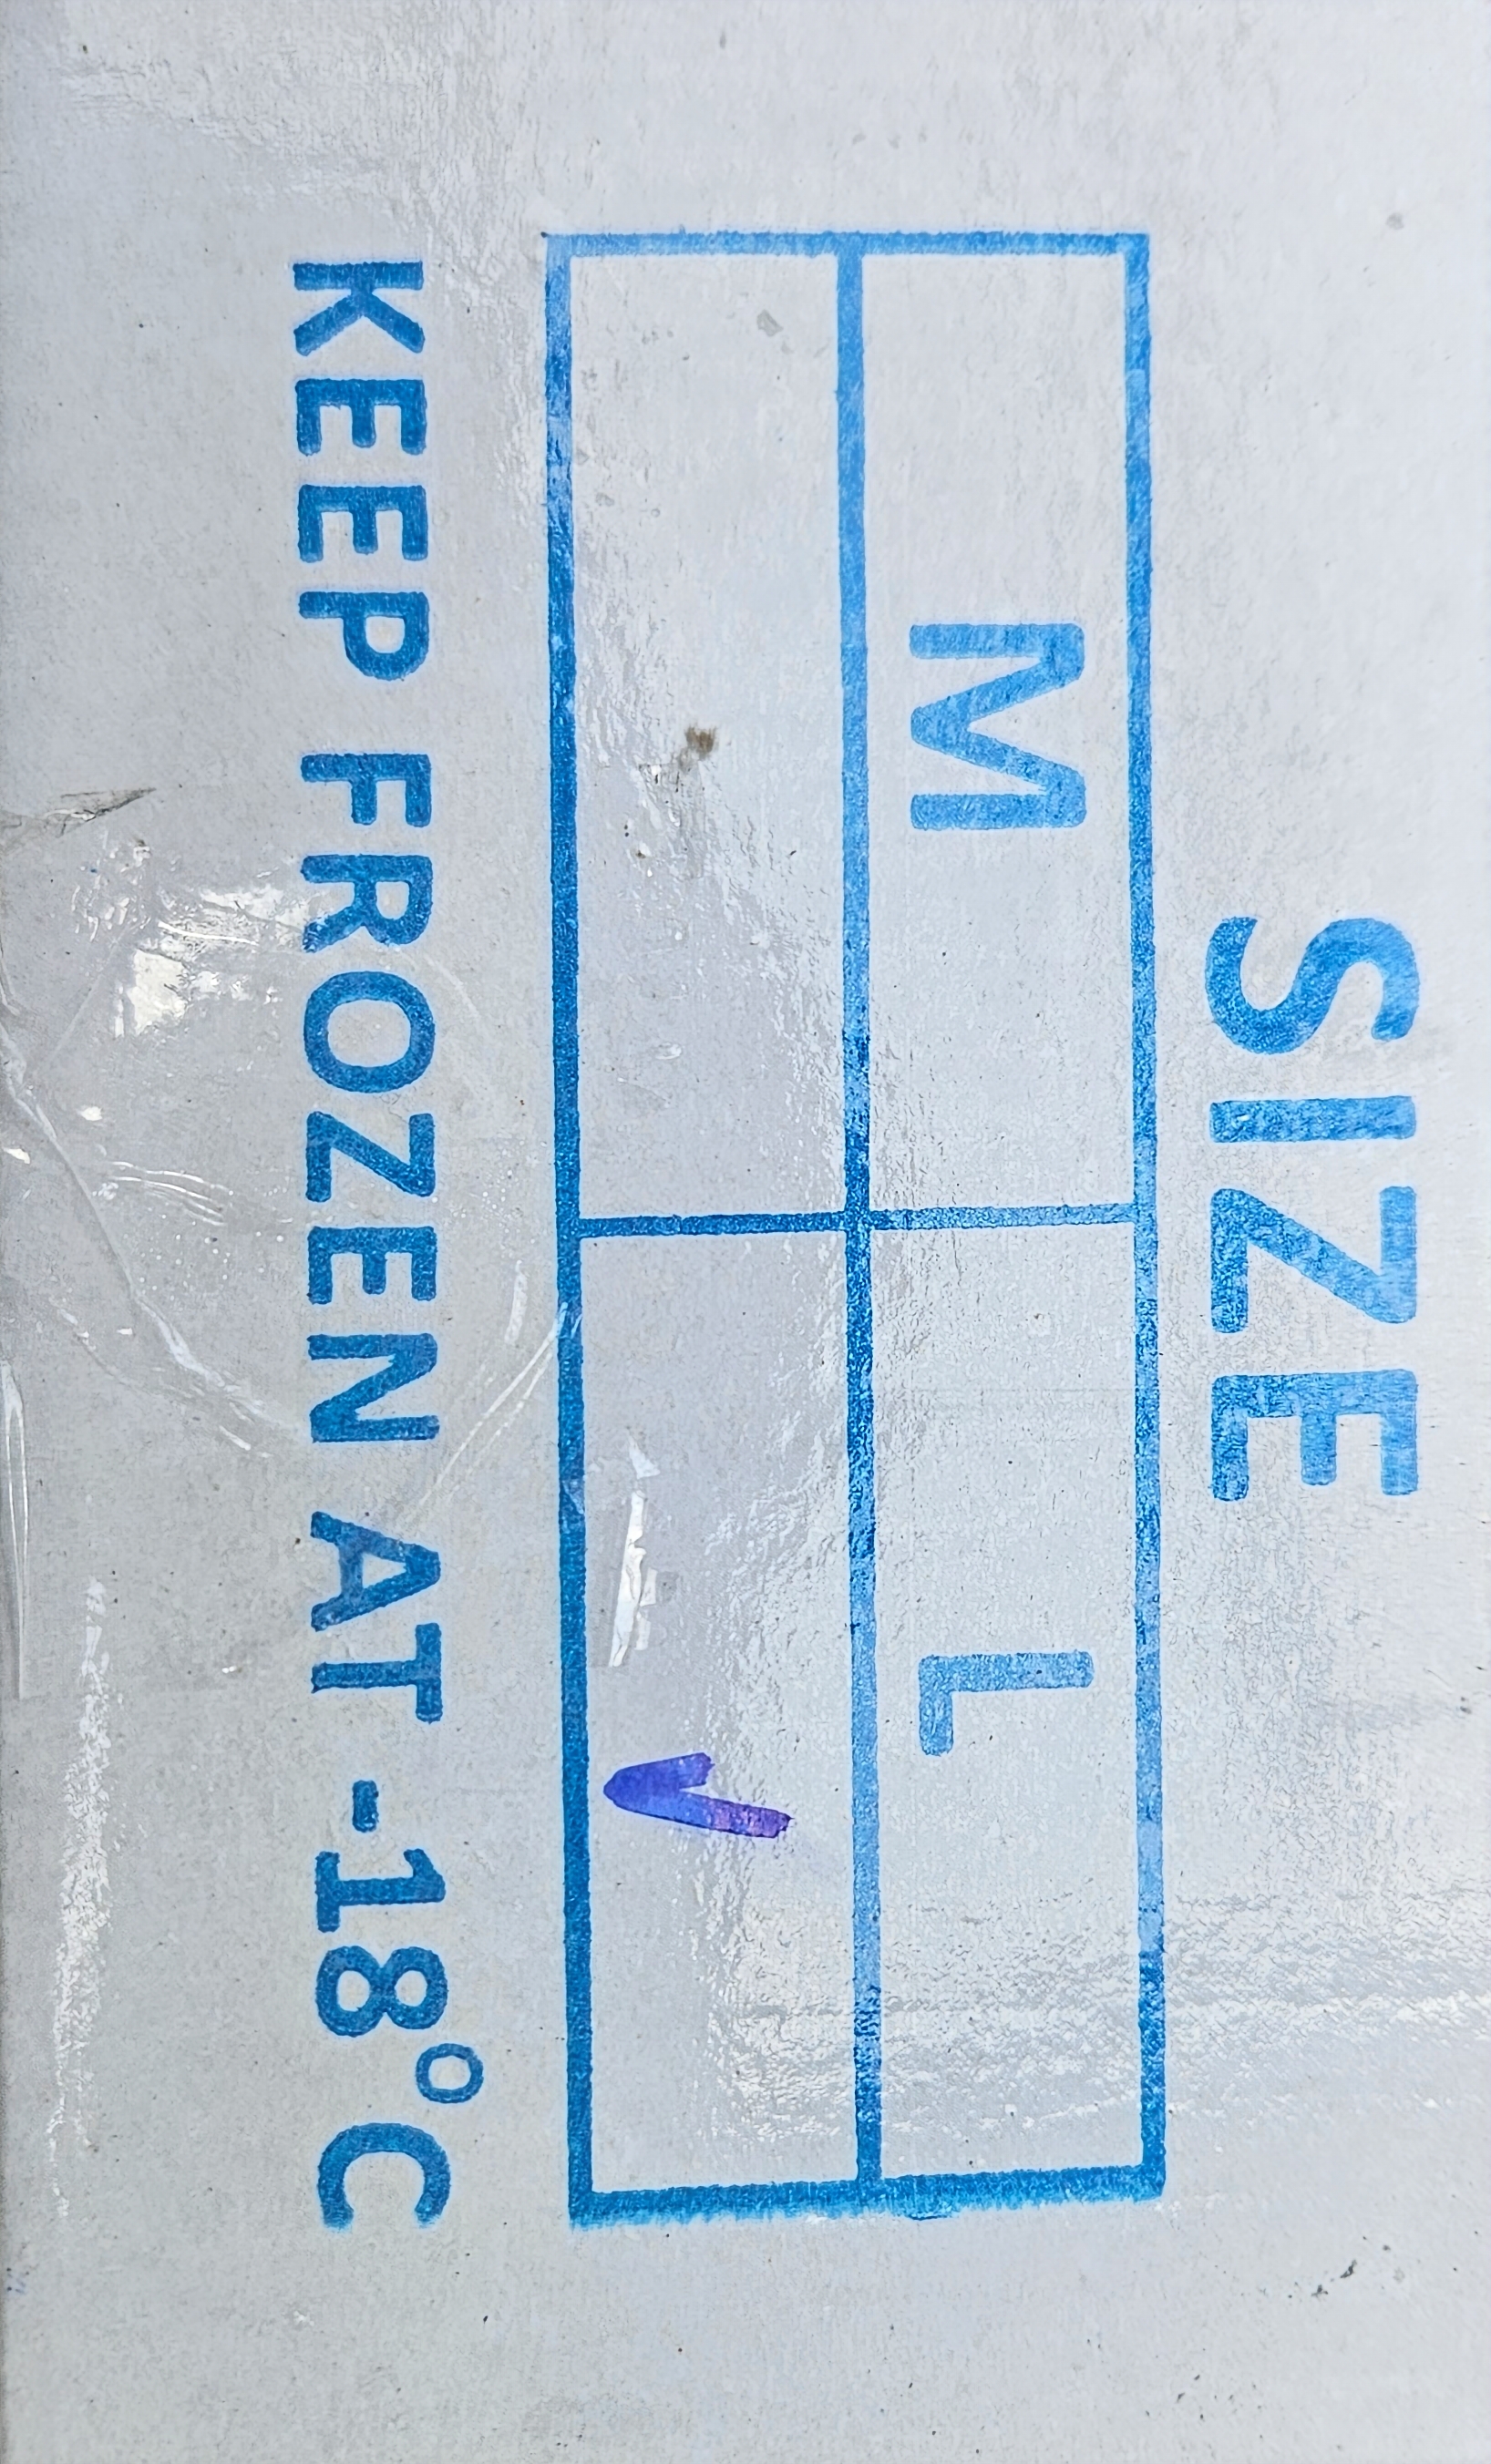 SIZE
M L
KEEP FROZEN AT -18°C